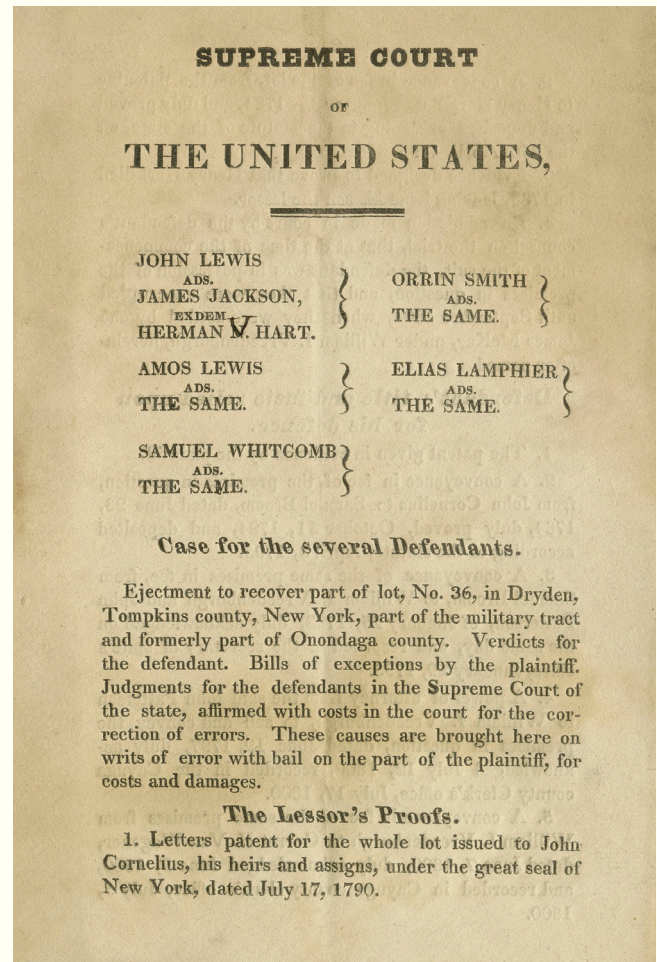 SUPREME COURT
OF
THE UNITED STATES,
JOHN LEWIS
ADS.
JAMES JACKSON,
EX DEM
HERMAN V. HART.
ORRIN SMITH
ADS.
THE SAME.
AMOS LEWIS
ADS.
THE SAME.
ELIAS LAMPHIER
ADS.
THE SAME.
SAMUEL WHITCOMB
ADS.
THE SAME.
Case for the several Defendants.
Ejectment to recover part of lot, No. 36, in Dryden,
Tompkins county, New York, part of the military tract
and formerly part of Onondaga county. Verdicts for
the defendant. Bills of exceptions by the plaintiff.
Judgments for the defendants in the Supreme Court of
the state, affirmed with costs in the court for the cor-
rection of errors. These causes are brought here on
writs of error with bail on the part of the plaintiff, for
costs and damages.
The Lessor's Proofs.
1. Letters patent for the whole lot issued to John
Cornelius, his heirs and assigns, under the great seal of
New York, dated July 17, 1790.